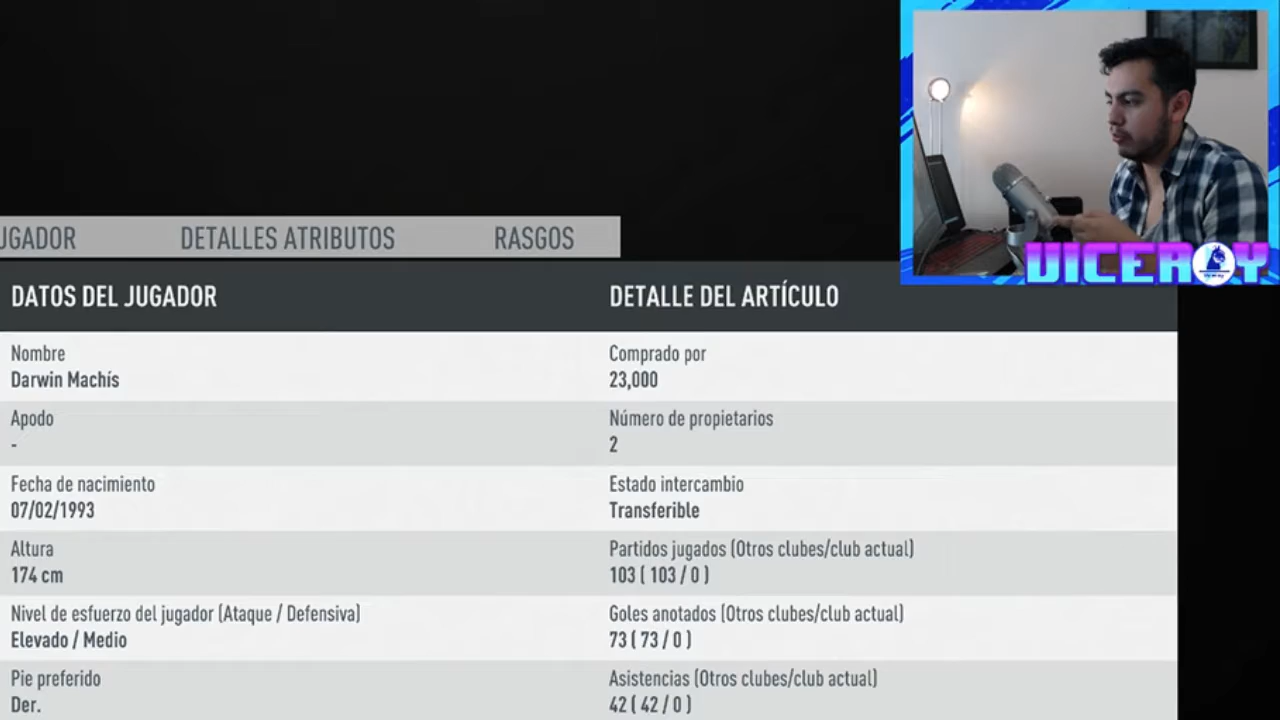 VICEROY
JUGADOR DETALLES ATRIBUTOS RASGOS
DATOS DEL JUGADOR
Nombre
Darwin Machís
Apodo
-
Fecha de nacimiento
07/02/1993
Altura
174 cm
Nivel de esfuerzo del jugador (Ataque / Defensiva)
Elevado / Medio
Pie preferido
Der.
DETALLE DEL ARTÍCULO
Comprado por
23,000
Número de propietarios
2
Estado intercambio
Transferible
Partidos jugados (Otros clubes/club actual)
103 ( 103 / 0 )
Goles anotados (Otros clubes/club actual)
73 ( 73 / 0 )
Asistencias (Otros clubes/club actual)
42 ( 42 / 0 )